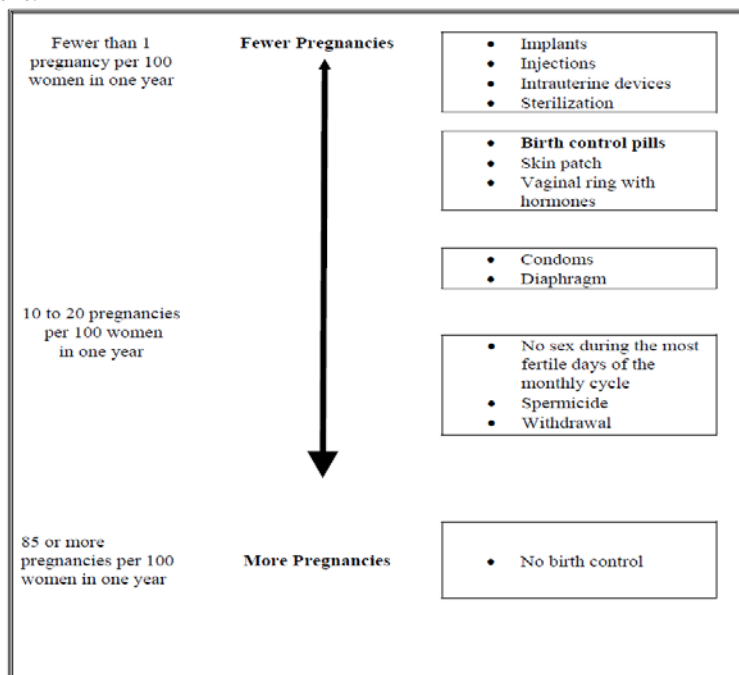 Fewer than 1
pregnancy per 100
women in one year
Fewer Pregnancies
• Implants
• Injections
• Intrauterine devices
• Sterilization
• Birth control pills
• Skin patch
• Vaginal ring with
hormones
• Condoms
• Diaphragm
10 to 20 pregnancies
per 100 women
in one year
• No sex during the most
fertile days of the
monthly cycle
• Spermicide
• Withdrawal
85 or more
pregnancies per 100
women in one year
More Pregnancies
• No birth control